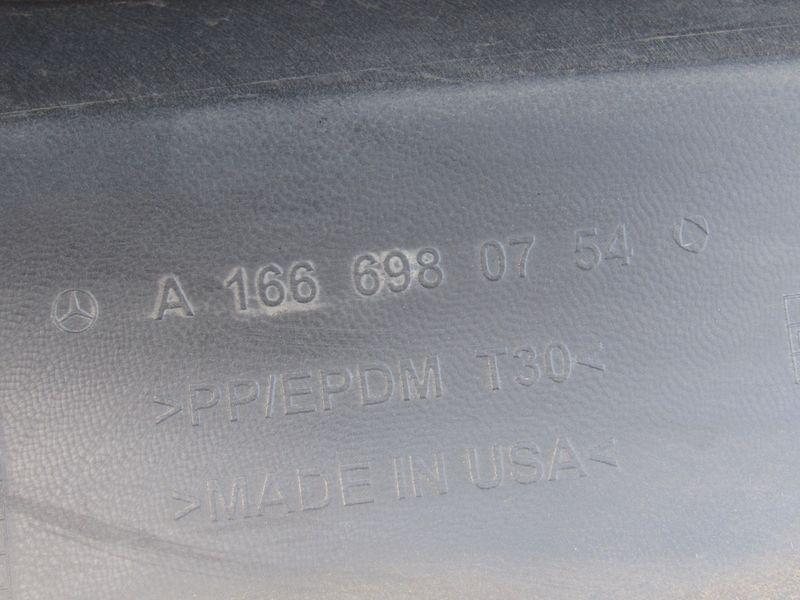 A 166 698 07 54
>PP/EPDM T30<
>MADE IN USA<